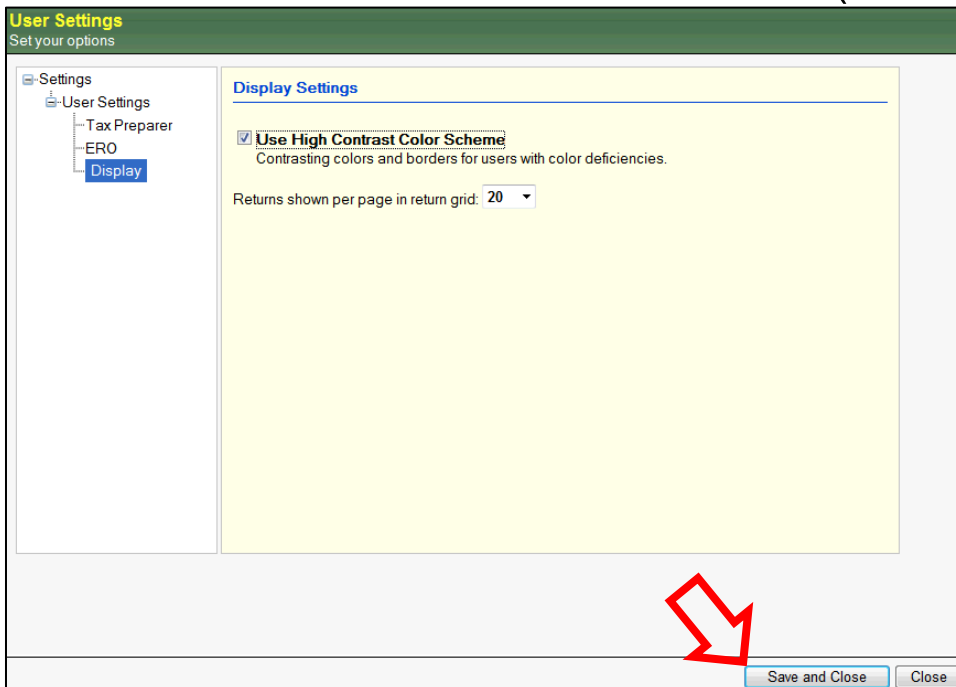 User Settings
Set your options
Settings
User Settings
Tax Preparer
ERO
Display
Display Settings
Use High Contrast Color Scheme
Contrasting colors and borders for users with color deficiencies.
Returns shown per page in return grid: 20
Save and Close
Close